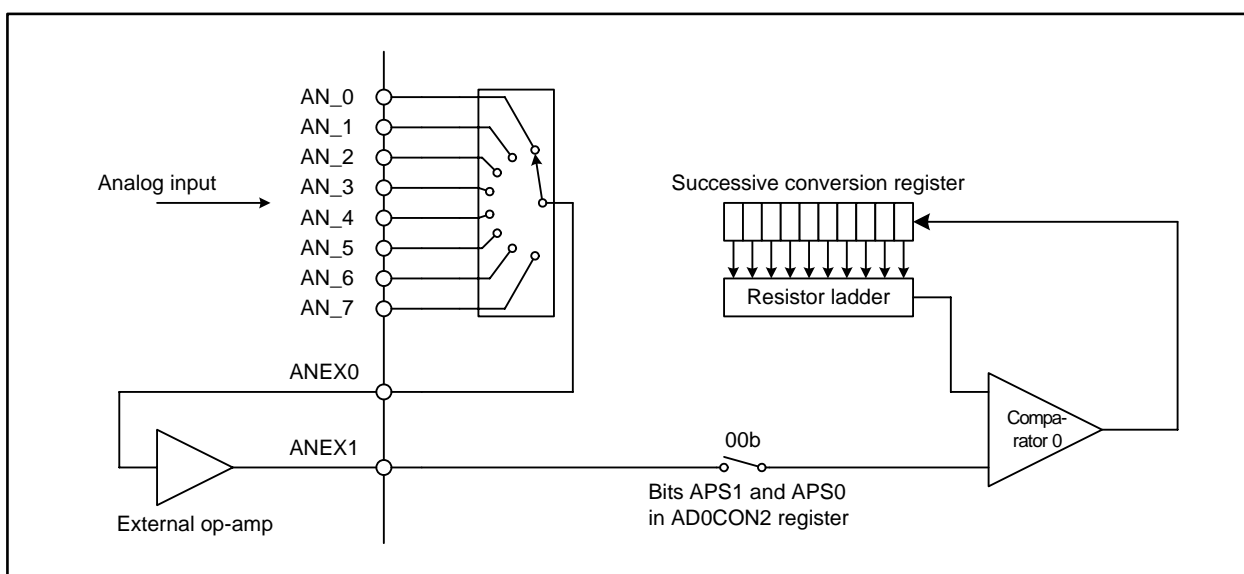 AN_0
AN_1
AN_2
AN_3
AN_4
AN_5
AN_6
AN_7
Analog input
Successive conversion register
Resistor ladder
ANEX0
ANEX1
External op-amp
00b
Bits APS1 and APS0
in AD0CON2 register
Compa-
rator 0